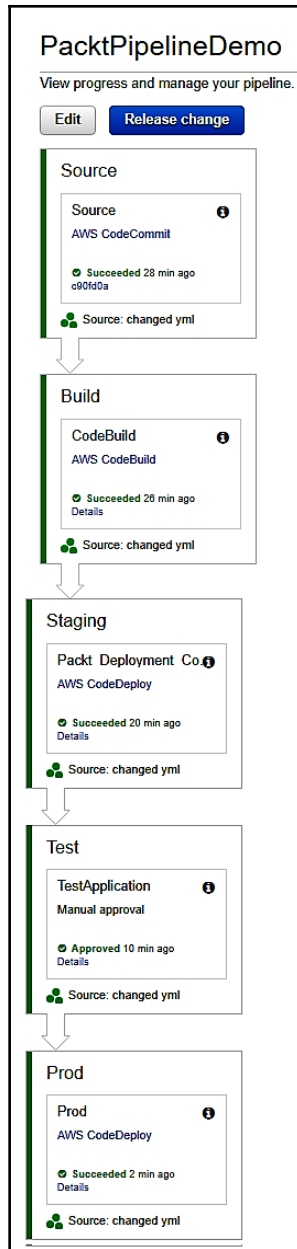 PacktPipelineDemo
View progress and manage your pipeline.
Edit Release change
Source
Source
AWS CodeCommit
Succeeded 28 min ago
c90fd0a
Source: changed yml
Build
CodeBuild
AWS CodeBuild
Succeeded 26 min ago
Details
Source: changed yml
Staging
Packt Deployment Co.
AWS CodeDeploy
Succeeded 20 min ago
Details
Source: changed yml
Test
TestApplication
Manual approval
Approved 10 min ago
Details
Source: changed yml
Prod
Prod
AWS CodeDeploy
Succeeded 2 min ago
Details
Source: changed yml